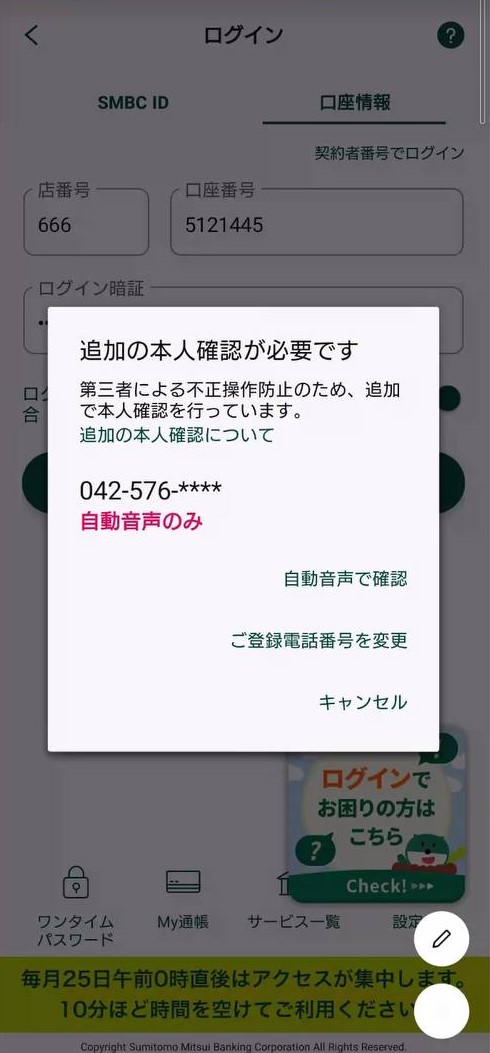 ログイン
?
SMBC ID
口座情報
契約者番号でログイン
店番号
口座番号
666
5121445
ログイン暗証
追加の本人確認が必要です
第三者による不正操作防止のため、追加
で本人確認を行っています。
追加の本人確認について
ログ
合
042-576-****
自動音声のみ
自動音声で確認
ご登録電話番号を変更
キャンセル
?
ログインで
お困りの方は
こちら
?
Check!
ワンタイム
パスワード
My通帳
サービス一覧
設定
毎月25日午前0時直後はアクセスが集中します。
10分ほど時間を空けてご利用ください
Copyright Sumitomo Mitsui Banking Corporation All Rights Reserved.